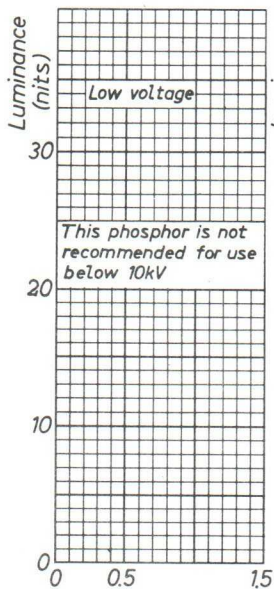 Luminance
(nits)
Low voltage
30
This phosphor is not
recommended for use
below 10kV
20
10
0
0 0.5 1.5